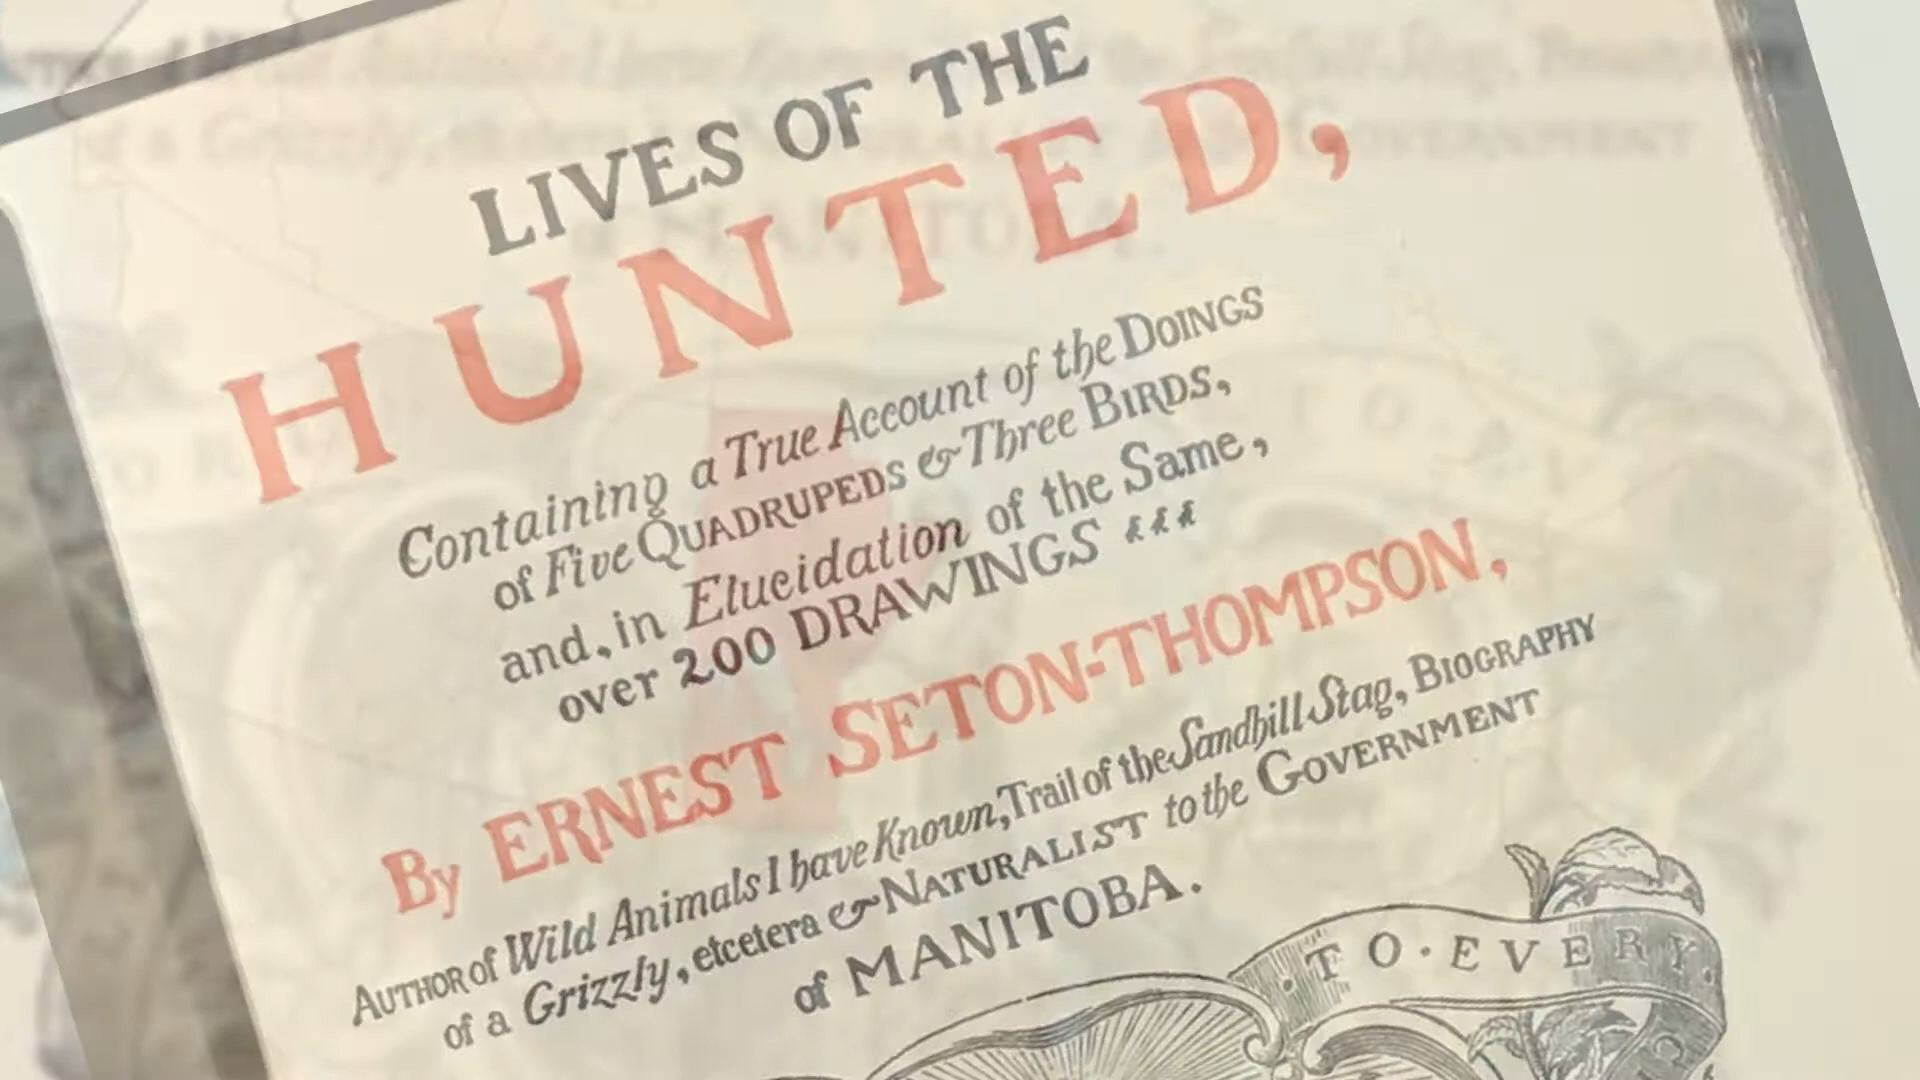 LIVES OF THE
HUNTED,
Containing a True Account of the DOINGS
of Five QUADRUPEDS & Three BIRDS,
and, in Elucidation of the Same,
over 200 DRAWINGS
By ERNEST SETON-THOMPSON,
AUTHOR of Wild Animals I have Known, Trail of the Sandhill Stag, BIOGRAPHY
of a Grizzly, etcetera & NATURALIST to the GOVERNMENT
of MANITOBA.
·TO·EVERY·